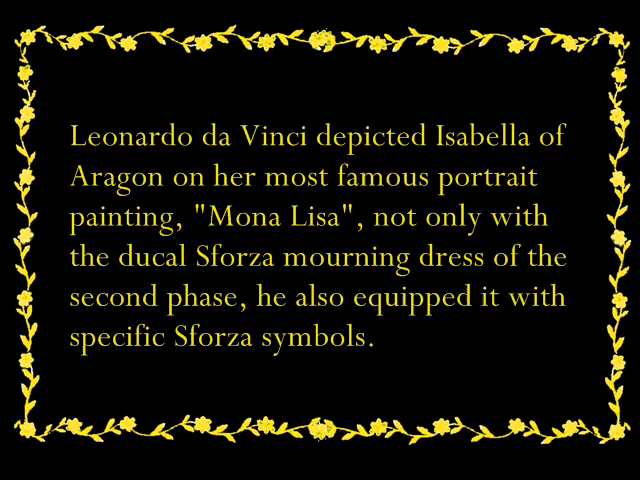 Leonardo da Vinci depicted Isabella of
Aragon on her most famous portrait
painting, "Mona Lisa", not only with
the ducal Sforza mourning dress of the
second phase, he also equipped it with
specific Sforza symbols.